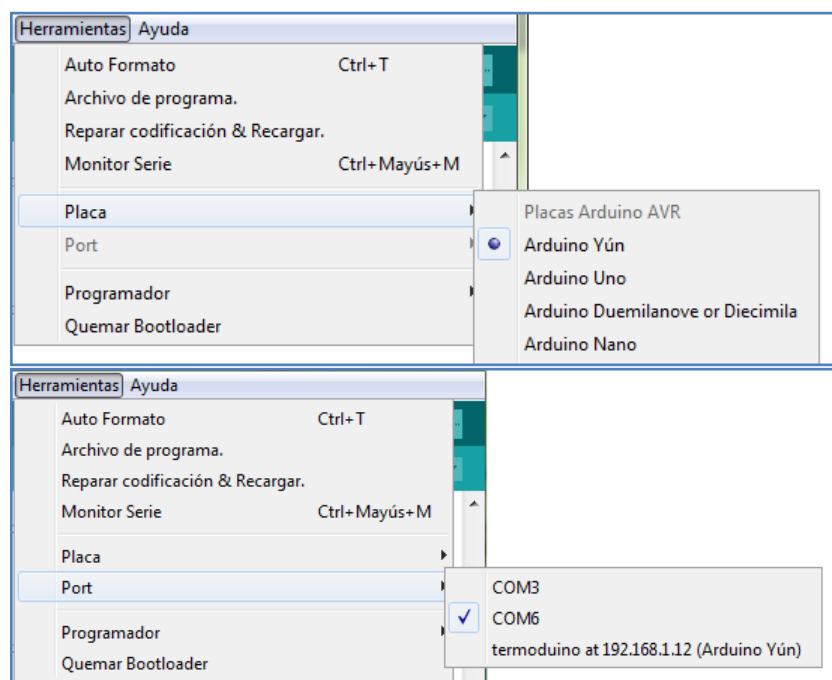 Herramientas Ayuda
Auto Formato Ctrl+T
Archivo de programa.
Reparar codificación & Recargar.
Monitor Serie Ctrl+Mayús+M
Placa
Port
Programador
Quemar Bootloader
Placas Arduino AVR
Arduino Yún
Arduino Uno
Arduino Duemilanove or Diecimila
Arduino Nano
Herramientas Ayuda
Auto Formato Ctrl+T
Archivo de programa.
Reparar codificación & Recargar.
Monitor Serie Ctrl+Mayús+M
Placa
Port
Programador
Quemar Bootloader
COM3
COM6
termoduino at 192.168.1.12 (Arduino Yún)